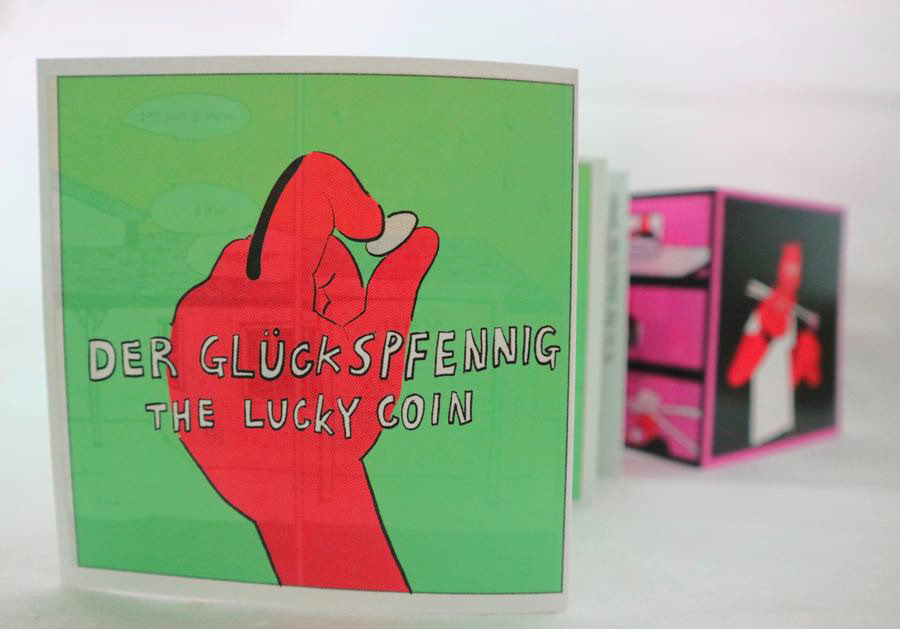 DER GLÜCKSPFENNIG
THE LUCKY COIN